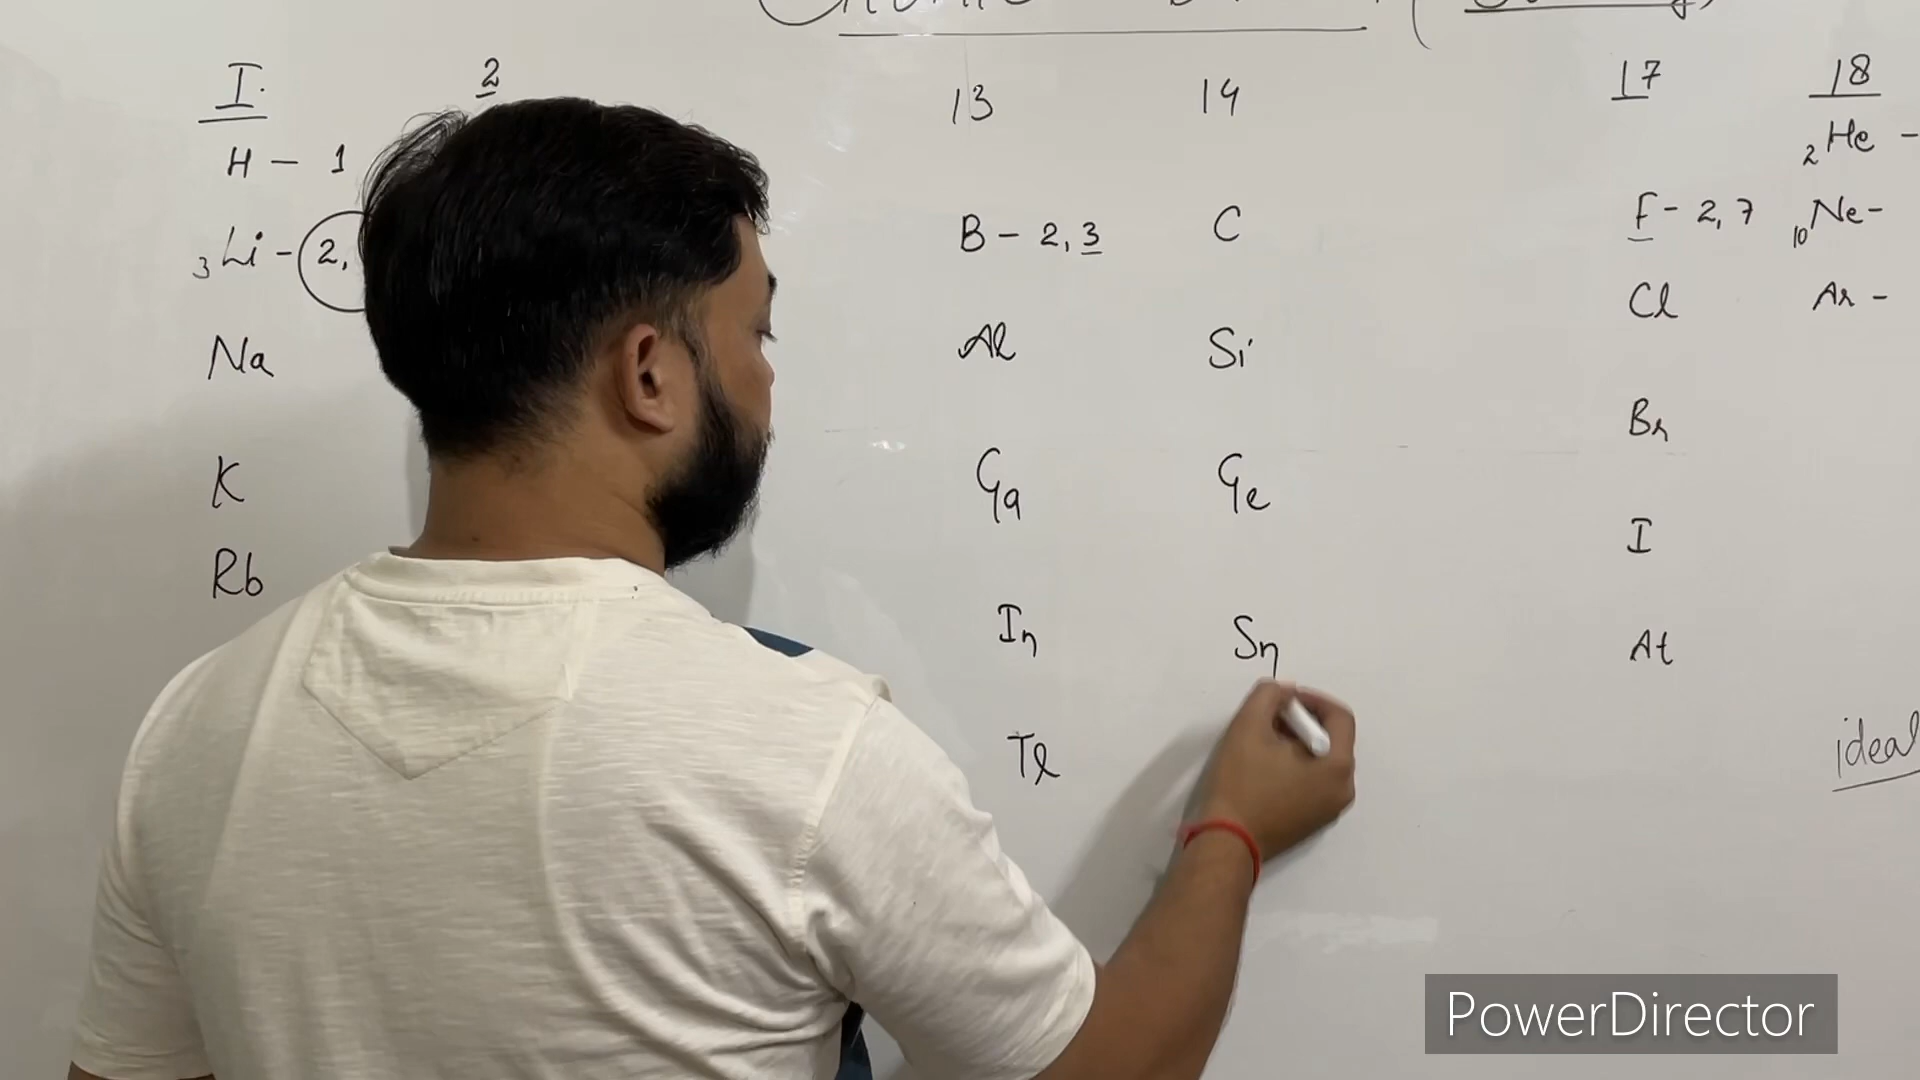 I. 2 13 14 17 18
H - 1 2He -
3Li - 2, B - 2, 3 C F - 2, 7 10Ne -
Na Al Si Cl Ar -
K Ga Ge Br
Rb In Sn I
Tl At
ideal
PowerDirector